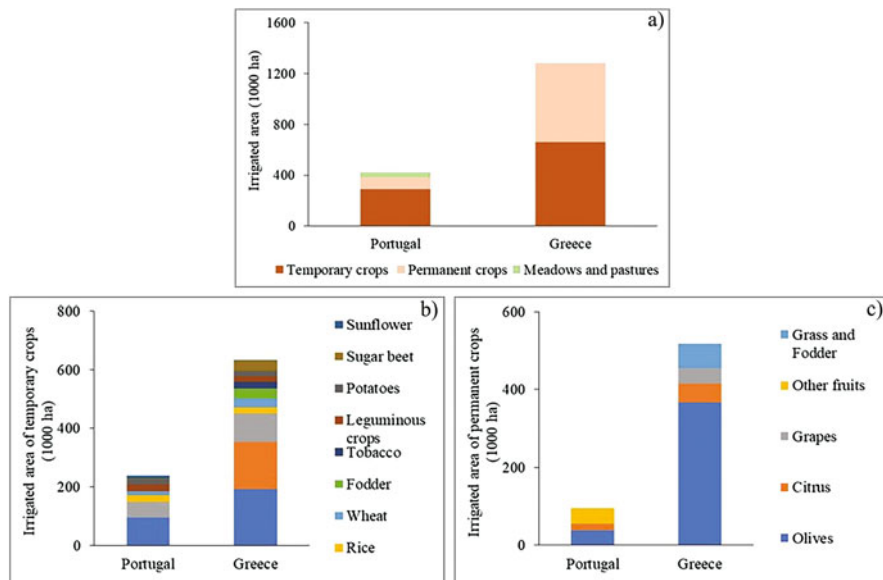 a)
Irrigated area (1000 ha)
1600
1200
800
400
0
Portugal
Greece
Temporary crops
Permanent crops
Meadows and pastures
b)
Irrigated area of temporary crops
(1000 ha)
800
600
400
200
0
Portugal
Greece
Sunflower
Sugar beet
Potatoes
Leguminous
crops
Tobacco
Fodder
Wheat
Rice
c)
Irrigated area of permanent crops
(1000 ha)
600
400
200
0
Portugal
Greece
Grass and
Fodder
Other fruits
Grapes
Citrus
Olives